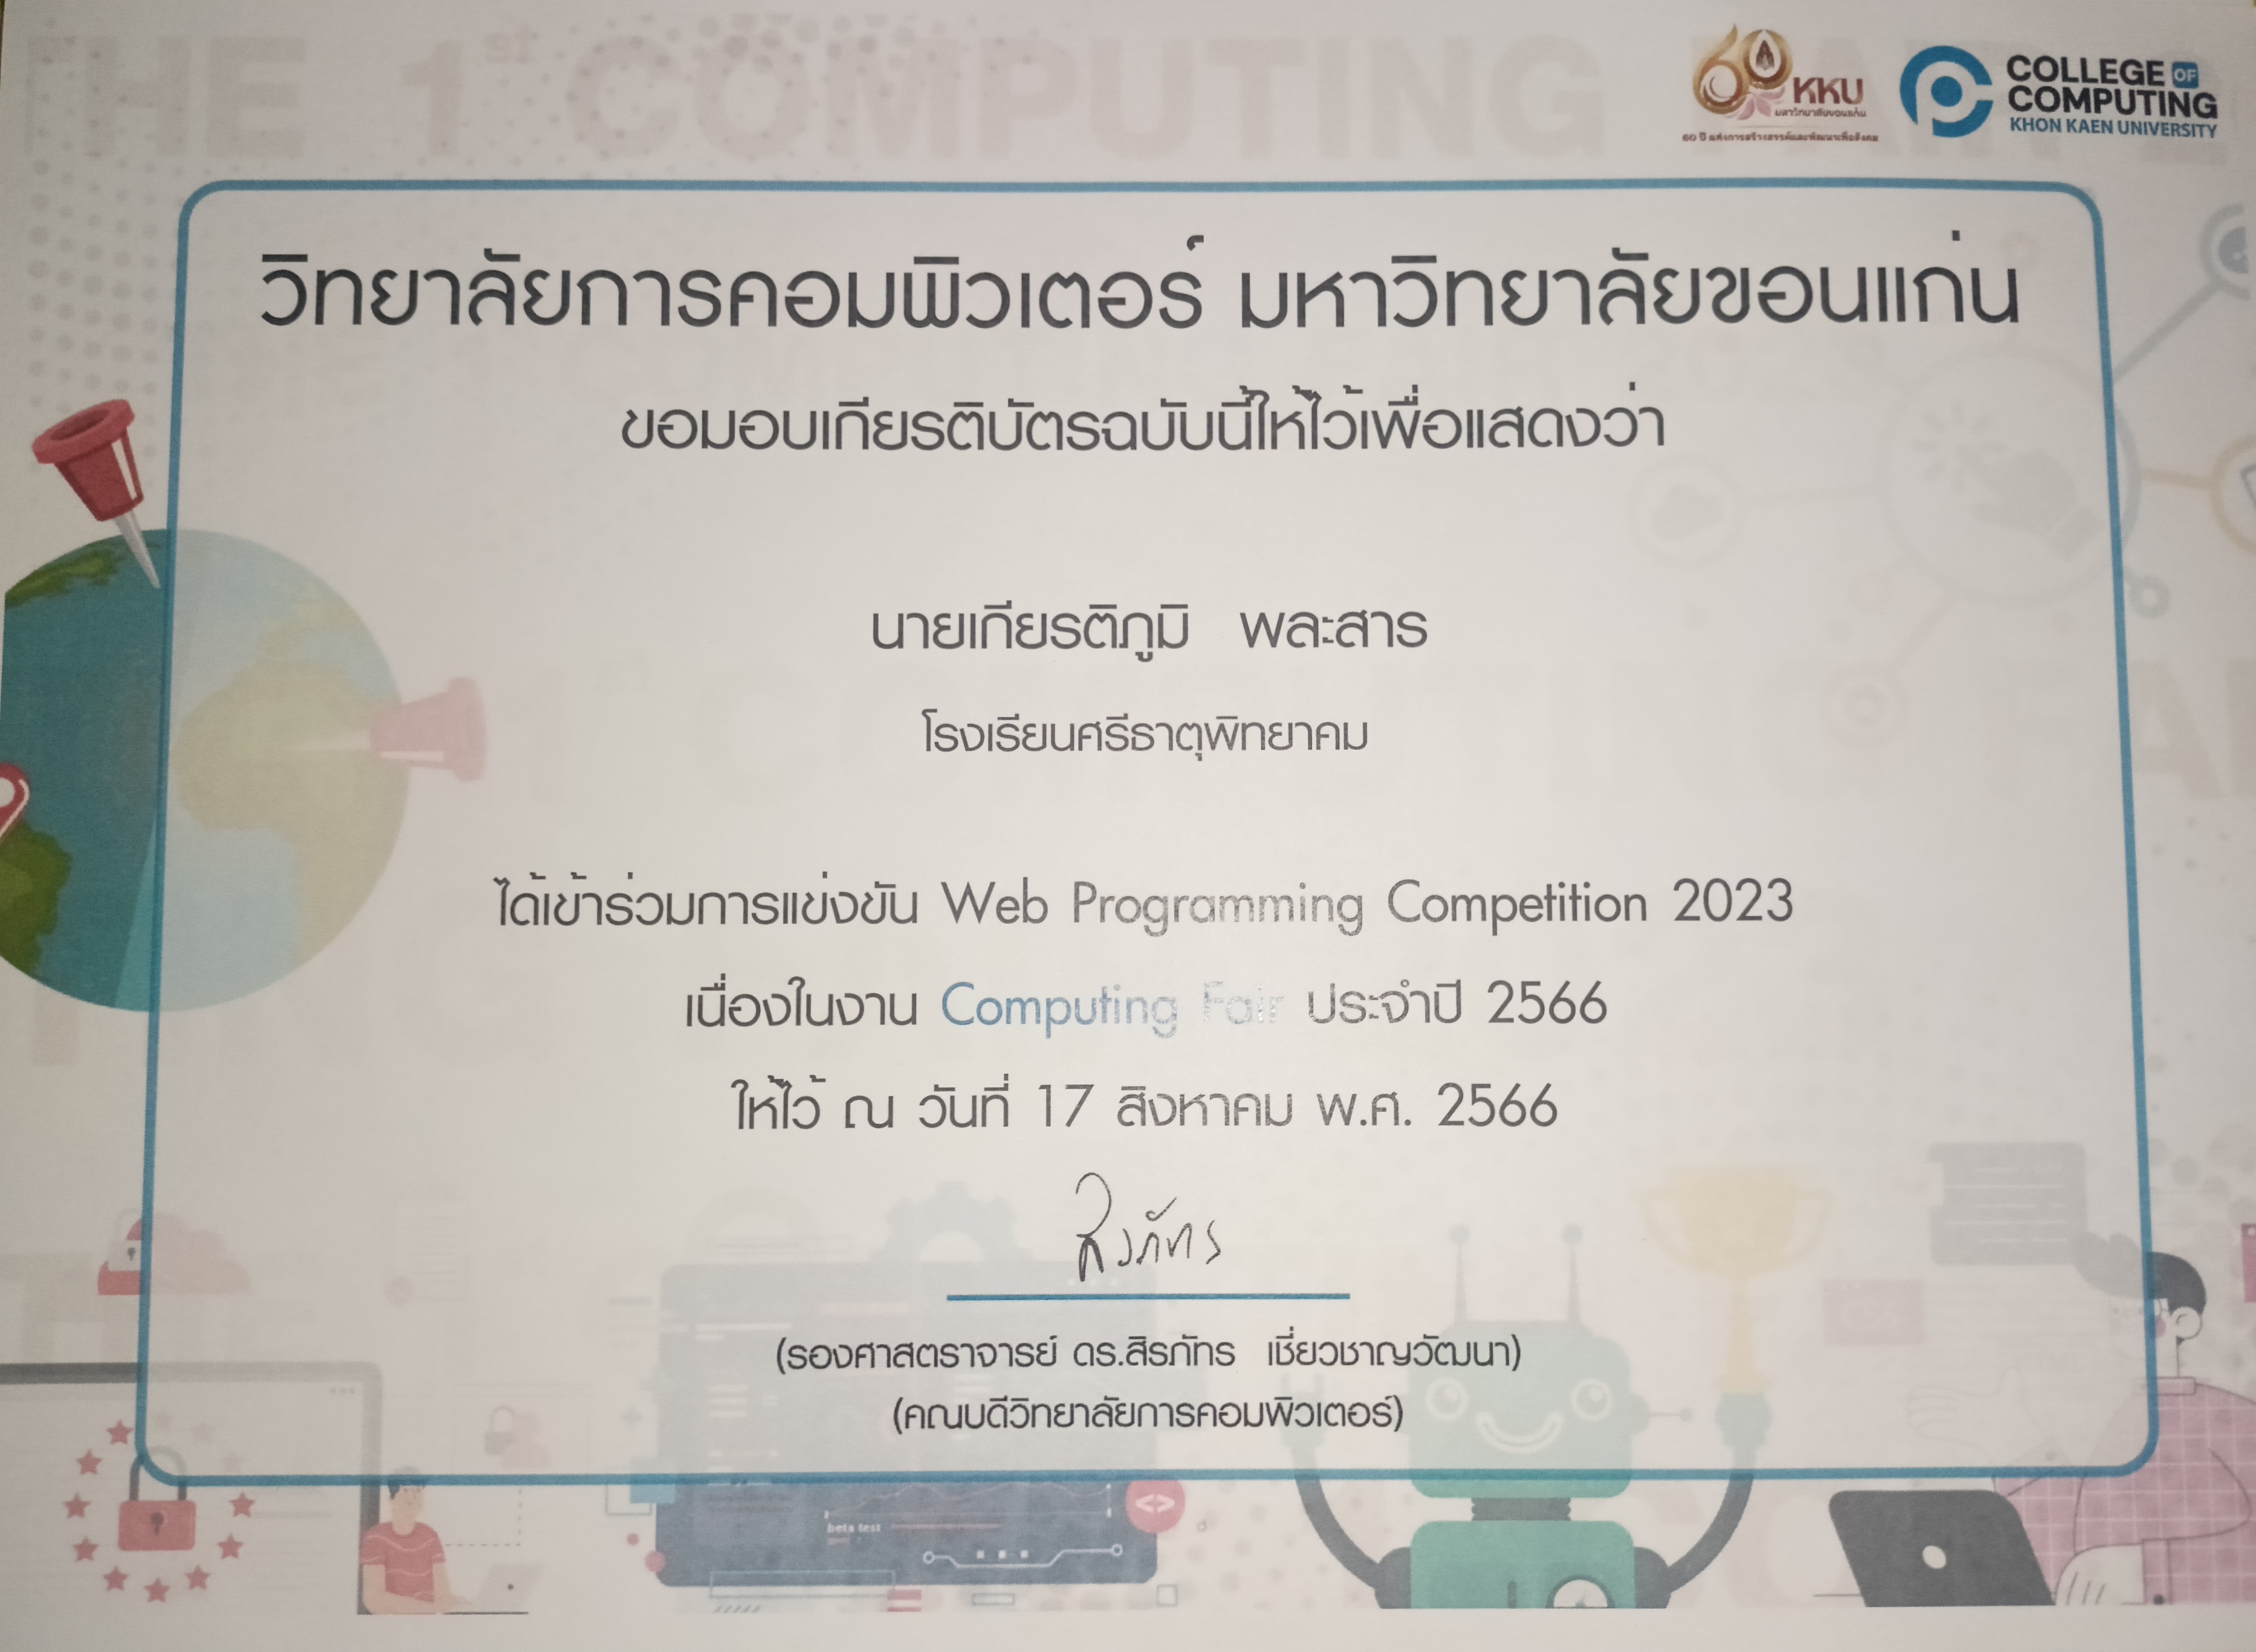 THE 1st COMPUTING FAIR
60 KKU
มหาวิทยาลัยขอนแก่น
60 ปี แห่งการสร้างสรรค์และพัฒนาเพื่อสังคม
COLLEGE OF
COMPUTING
KHON KAEN UNIVERSITY
วิทยาลัยการคอมพิวเตอร์ มหาวิทยาลัยขอนแก่น
ขอมอบเกียรติบัตรฉบับนี้ให้ไว้เพื่อแสดงว่า
นายเกียรติภูมิ พละสาร
โรงเรียนศรีธาตุพิทยาคม
ได้เข้าร่วมการแข่งขัน Web Programming Competition 2023
เนื่องในงาน Computing Fair ประจำปี 2566
ให้ไว้ ณ วันที่ 17 สิงหาคม พ.ศ. 2566
สิรภัทร
(รองศาสตราจารย์ ดร.สิรภัทร เชี่ยวชาญวัฒนา)
(คณบดีวิทยาลัยการคอมพิวเตอร์)
beta test